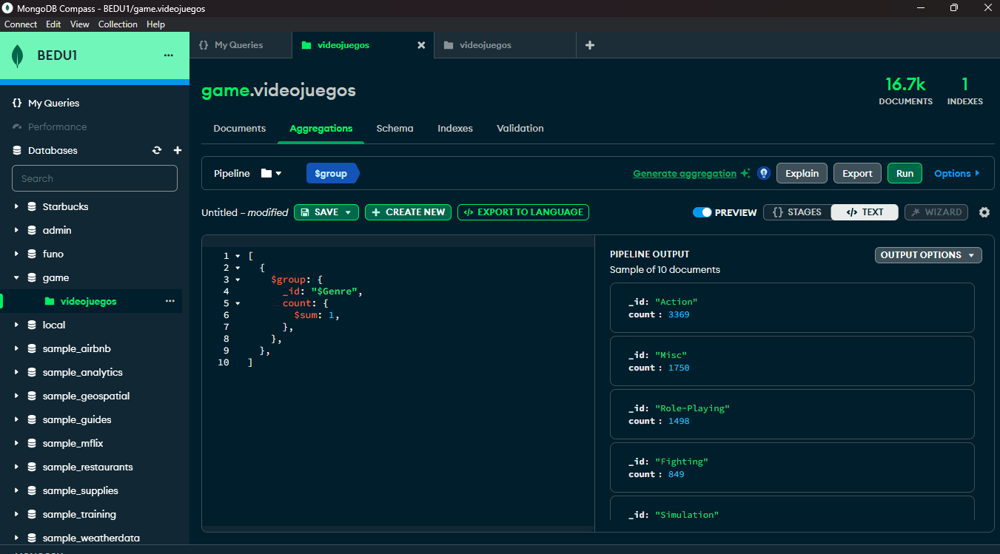 MongoDB Compass - BEDU1/game.videojuegos
Connect Edit View Collection Help
BEDU1
My Queries
Performance
Databases
Search
Starbucks
admin
funo
game
videojuegos
local
sample_airbnb
sample_analytics
sample_geospatial
sample_guides
sample_mflix
sample_restaurants
sample_supplies
sample_training
sample_weatherdata
{} My Queries
videojuegos
videojuegos
game.videojuegos
16.7k
DOCUMENTS
1
INDEXES
Documents Aggregations Schema Indexes Validation
Pipeline
$group
Generate aggregation
Explain
Export
Run
Options
Untitled – modified
SAVE
+ CREATE NEW
</> EXPORT TO LANGUAGE
PREVIEW
{} STAGES
</> TEXT
WIZARD
1 [
2 {
3 $group: {
4 _id: "$Genre",
5 count: {
6 $sum: 1,
7 },
8 },
9 },
10 ]
PIPELINE OUTPUT
Sample of 10 documents
OUTPUT OPTIONS
_id: "Action"
count : 3369
_id: "Misc"
count : 1750
_id: "Role-Playing"
count : 1498
_id: "Fighting"
count : 849
_id: "Simulation"